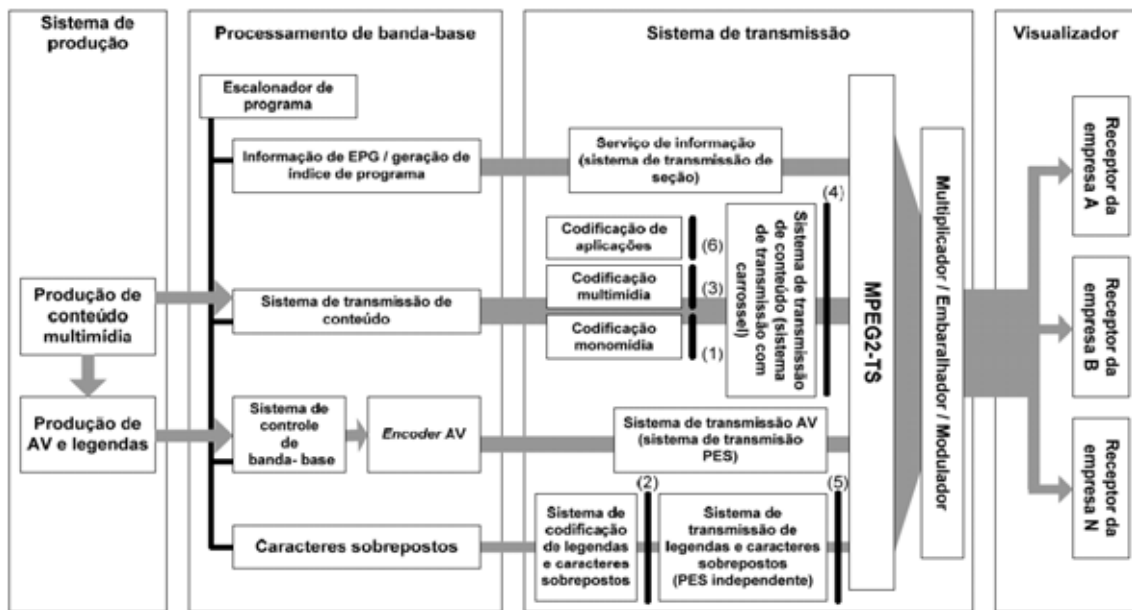 Sistema de
produção
Processamento de banda-base
Sistema de transmissão
Visualizador
Escalonador de
programa
Informação de EPG / geração de
índice de programa
Serviço de informação
(sistema de transmissão de
seção)
(4)
Codificação de
aplicações
(6)
Codificação
multimídia
(3)
Codificação
monomídia
(1)
Sistema de transmissão
de conteúdo (sistema
de transmissão com
carrossel)
Produção de
conteúdo
multimídia
Sistema de transmissão de
conteúdo
Produção de
AV e legendas
Sistema de
controle
de
banda- base
Encoder AV
Sistema de transmissão AV
(sistema de transmisão
PES)
(2)
(5)
Caracteres sobrepostos
Sistema de
codificação
de legendas
e caracteres
sobrepostos
Sistema de
transmissão de
legendas e caracteres
sobrepostos
(PES independente)
MPEG2-TS
Multiplicador / Embaralhador / Modulador
Receptor da
empresa A
Receptor da
empresa B
Receptor da
empresa N